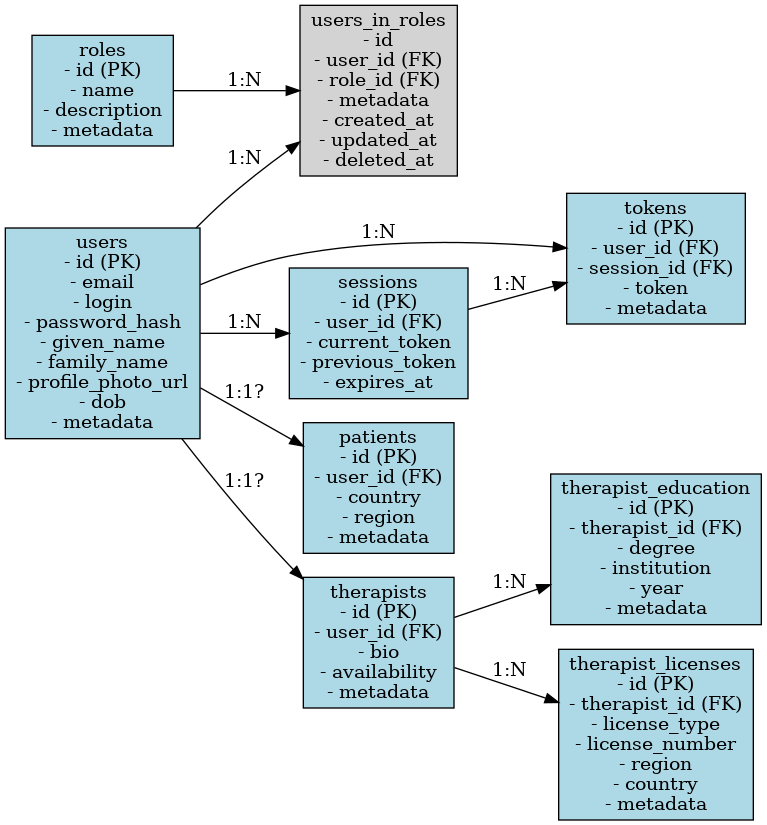 roles
- id (PK)
- name
- description
- metadata
1:N
users_in_roles
- id
- user_id (FK)
- role_id (FK)
- metadata
- created_at
- updated_at
- deleted_at
1:N
users
- id (PK)
- email
- login
- password_hash
- given_name
- family_name
- profile_photo_url
- dob
- metadata
1:N
tokens
- id (PK)
- user_id (FK)
- session_id (FK)
- token
- metadata
1:N
sessions
- id (PK)
- user_id (FK)
- current_token
- previous_token
- expires_at
1:N
1:1?
patients
- id (PK)
- user_id (FK)
- country
- region
- metadata
1:1?
therapists
- id (PK)
- user_id (FK)
- bio
- availability
- metadata
1:N
therapist_education
- id (PK)
- therapist_id (FK)
- degree
- institution
- year
- metadata
1:N
therapist_licenses
- id (PK)
- therapist_id (FK)
- license_type
- license_number
- region
- country
- metadata